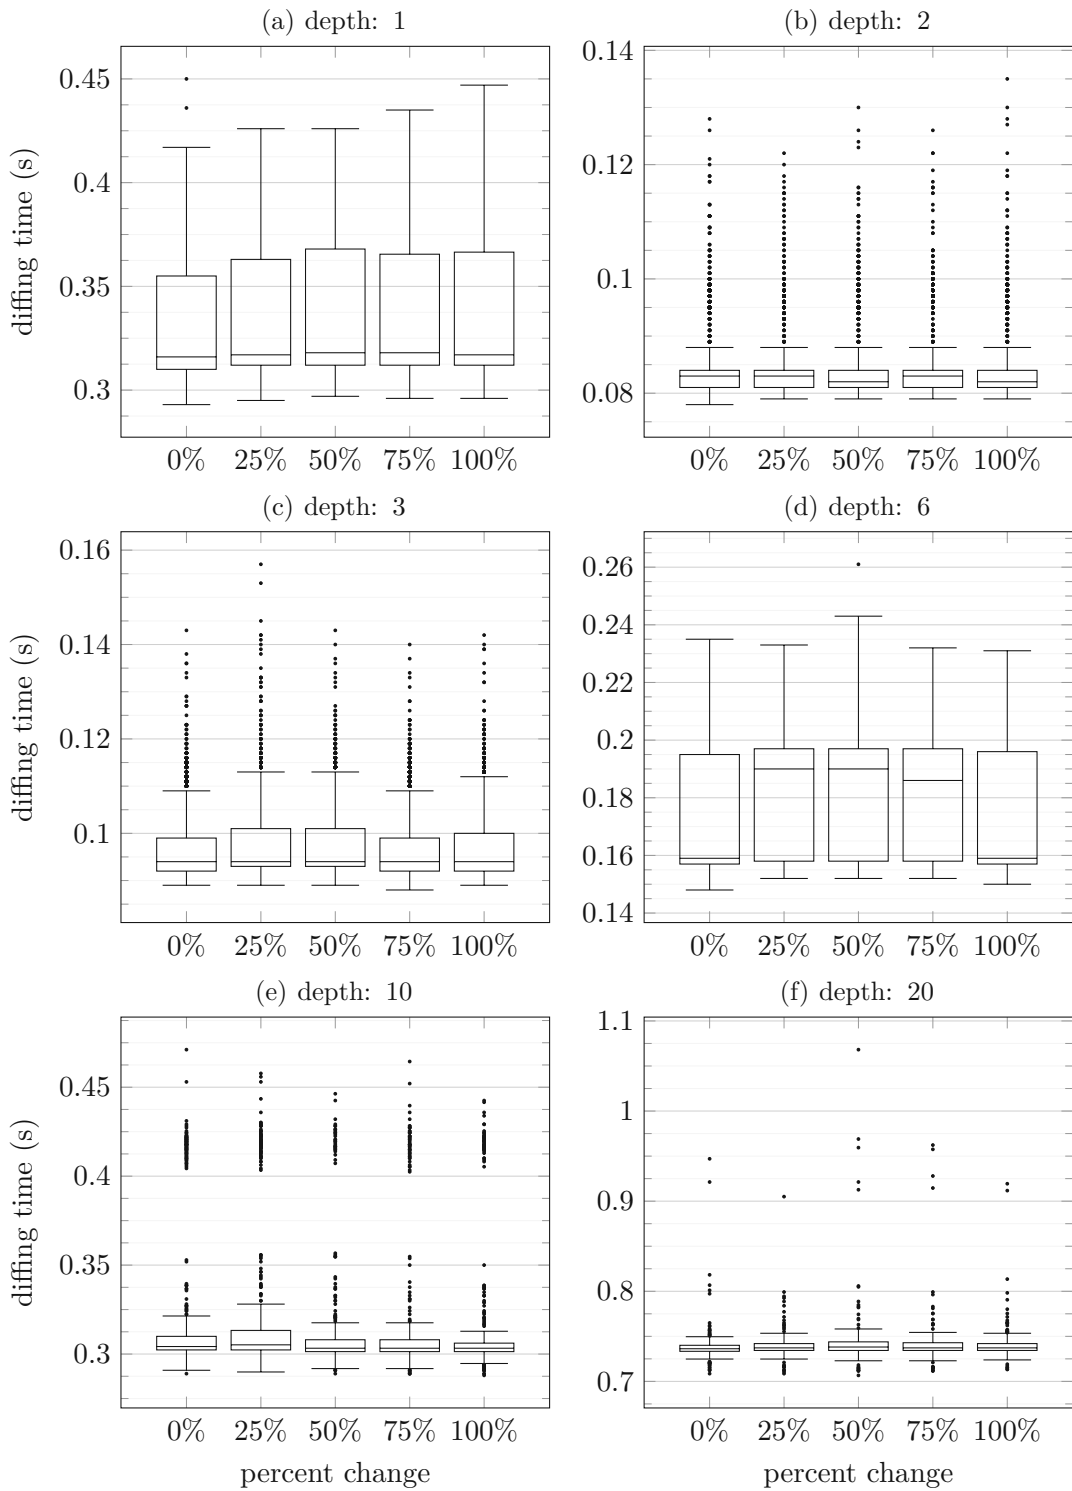 (a) depth: 1
(b) depth: 2
diffing time (s)
0.45
0.4
0.35
0.3
0% 25% 50% 75% 100%
0.14
0.12
0.1
0.08
0% 25% 50% 75% 100%
(c) depth: 3
(d) depth: 6
diffing time (s)
0.16
0.14
0.12
0.1
0% 25% 50% 75% 100%
0.26
0.24
0.22
0.2
0.18
0.16
0.14
0% 25% 50% 75% 100%
(e) depth: 10
(f) depth: 20
diffing time (s)
0.45
0.4
0.35
0.3
0% 25% 50% 75% 100%
percent change
1.1
1
0.9
0.8
0.7
0% 25% 50% 75% 100%
percent change